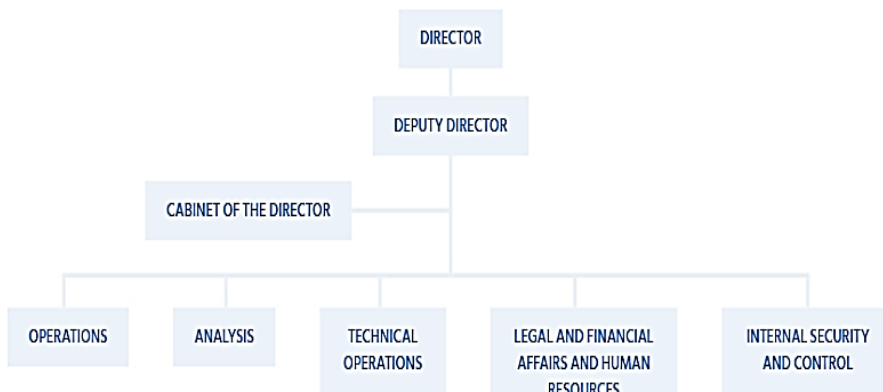 DIRECTOR
DEPUTY DIRECTOR
CABINET OF THE DIRECTOR
OPERATIONS
ANALYSIS
TECHNICAL
OPERATIONS
LEGAL AND FINANCIAL
AFFAIRS AND HUMAN
RESOURCES
INTERNAL SECURITY
AND CONTROL